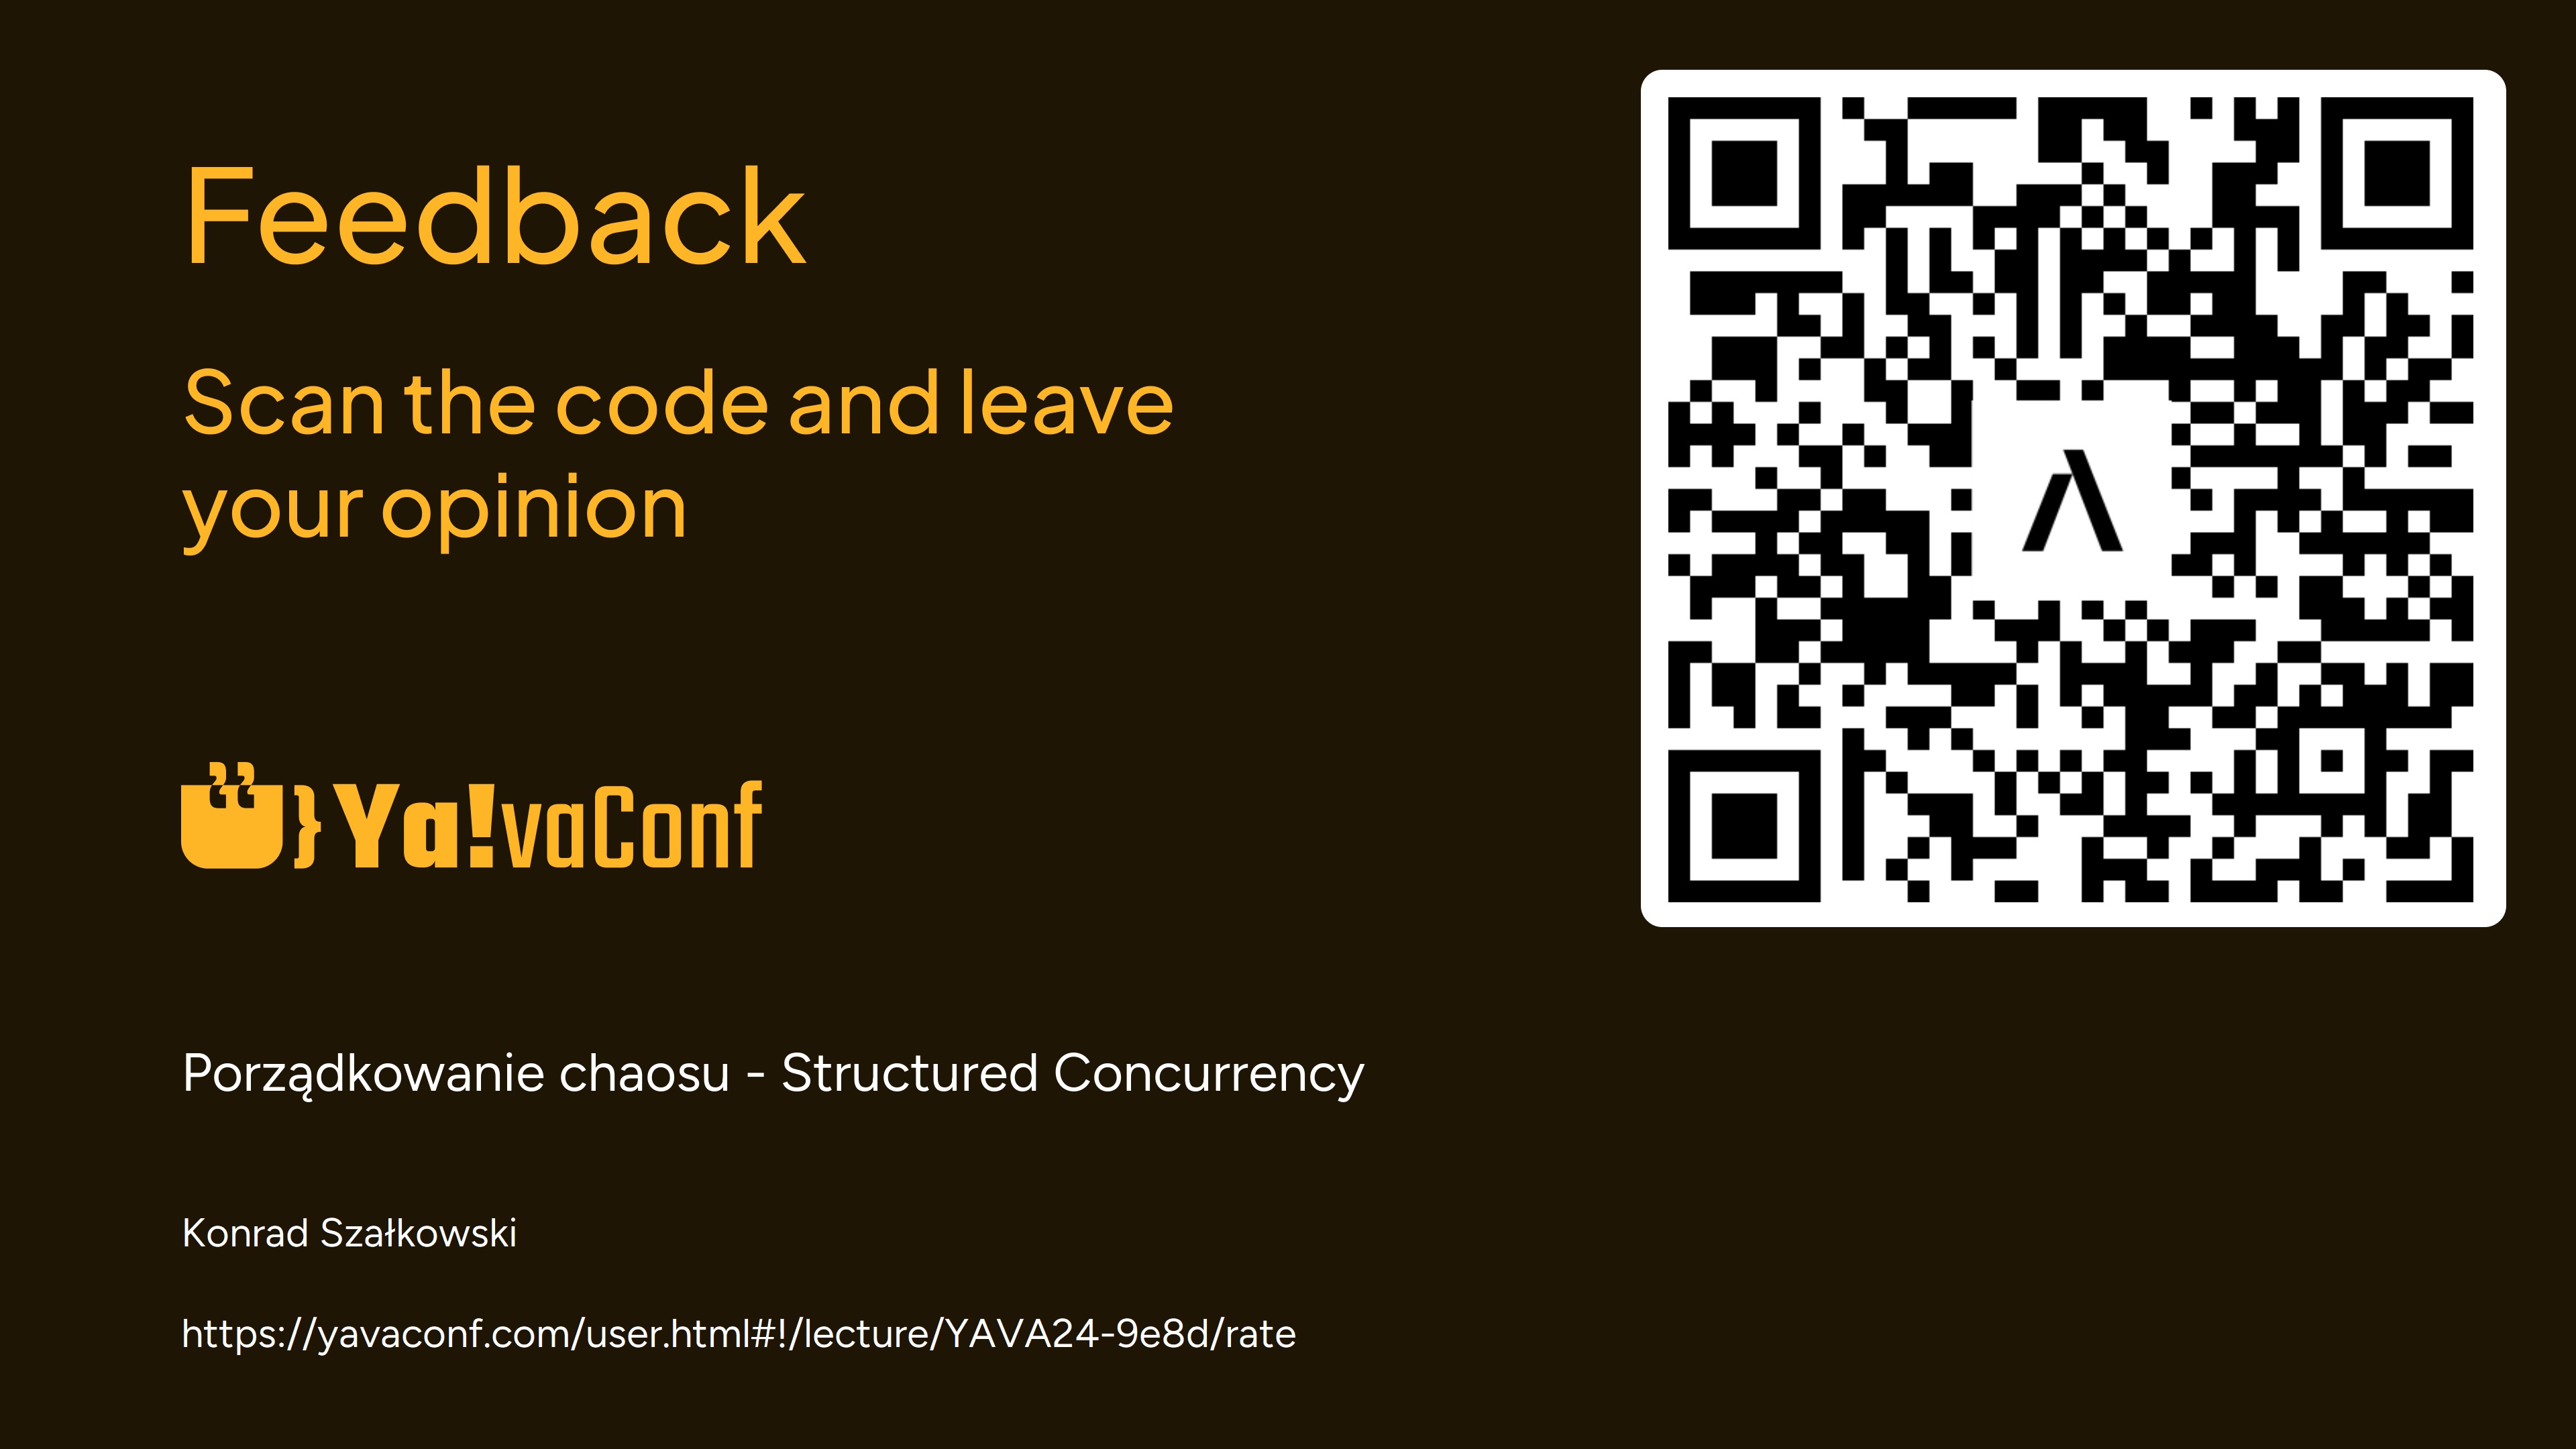 Feedback
Scan the code and leave
your opinion
Ya!vaConf
Porządkowanie chaosu - Structured Concurrency
Konrad Szałkowski
https://yavaconf.com/user.html#!/lecture/YAVA24-9e8d/rate